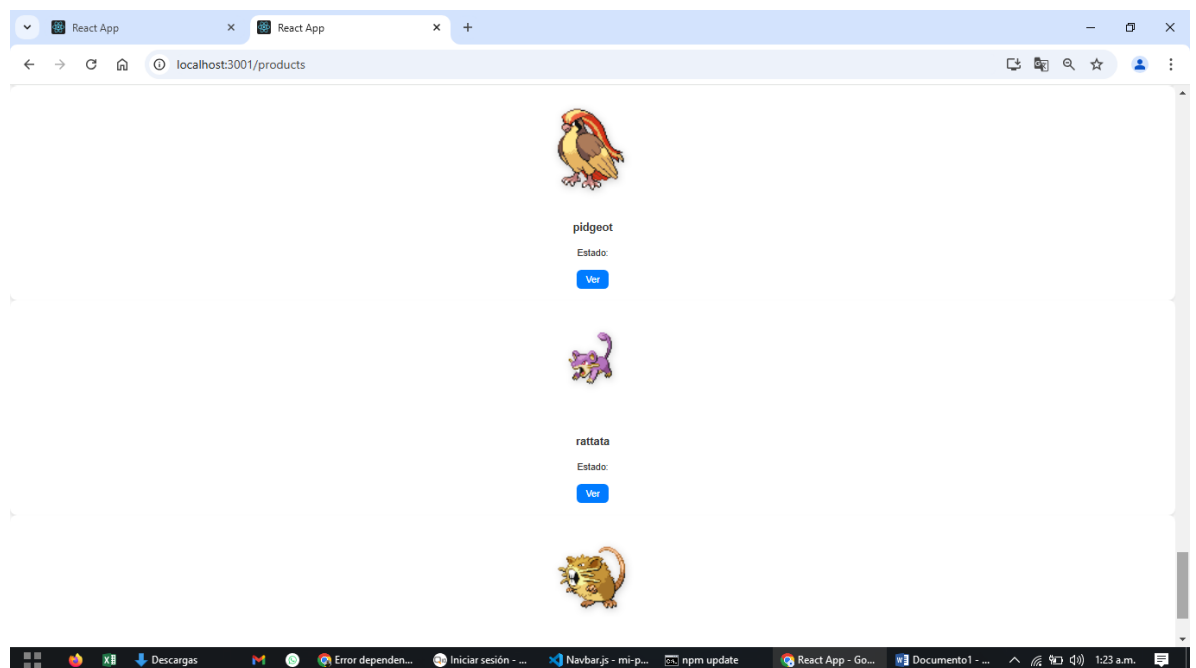 React App
React App
localhost:3001/products
pidgeot
Estado:
Ver
rattata
Estado:
Ver
Descargas
Error dependen...
Iniciar sesión - ...
Navbar.js - mi-p...
npm update
React App - Go...
Documento1 - ...
1:23 a.m.